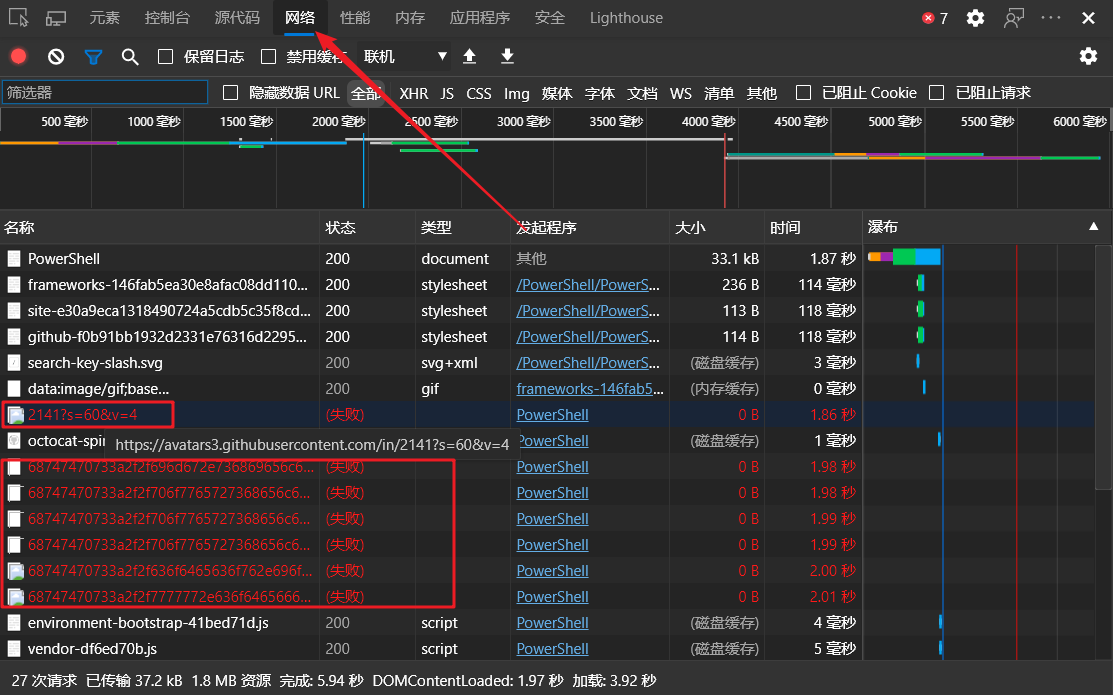 元素 控制台 源代码 网络 性能 内存 应用程序 安全 Lighthouse 7
保留日志 禁用缓存 联机
筛选器 隐藏数据 URL 全部 XHR JS CSS Img 媒体 字体 文档 WS 清单 其他 已阻止 Cookie 已阻止请求
500 毫秒 1000 毫秒 1500 毫秒 2000 毫秒 2500 毫秒 3000 毫秒 3500 毫秒 4000 毫秒 4500 毫秒 5000 毫秒 5500 毫秒 6000 毫秒
名称 状态 类型 发起程序 大小 时间 瀑布
PowerShell 200 document 其他 33.1 kB 1.87 秒
frameworks-146fab5ea30e8afac08dd110... 200 stylesheet /PowerShell/PowerS... 236 B 114 毫秒
site-e30a9eca1318490724a5cdb5c35f8cd... 200 stylesheet /PowerShell/PowerS... 113 B 118 毫秒
github-f0b91bb1932d2331e76316d2295... 200 stylesheet /PowerShell/PowerS... 114 B 118 毫秒
search-key-slash.svg 200 svg+xml /PowerShell/PowerS... (磁盘缓存) 3 毫秒
data:image/gif;base... 200 gif frameworks-146fab5... (内存缓存) 0 毫秒
2141?s=60&v=4 (失败) PowerShell 0 B 1.86 秒
octocat-spin PowerShell (磁盘缓存) 1 毫秒
https://avatars3.githubusercontent.com/in/2141?s=60&v=4
68747470733a2f2f696d672e736869656c6... (失败) PowerShell 0 B 1.98 秒
68747470733a2f2f706f7765727368656c6... (失败) PowerShell 0 B 1.98 秒
68747470733a2f2f706f7765727368656c6... (失败) PowerShell 0 B 1.99 秒
68747470733a2f2f706f7765727368656c6... (失败) PowerShell 0 B 1.99 秒
68747470733a2f2f636f6465636f762e696f... (失败) PowerShell 0 B 2.00 秒
68747470733a2f2f7777772e636f6465666... (失败) PowerShell 0 B 2.01 秒
environment-bootstrap-41bed71d.js 200 script PowerShell (磁盘缓存) 4 毫秒
vendor-df6ed70b.js 200 script PowerShell (磁盘缓存) 5 毫秒
27 次请求 已传输 37.2 kB 1.8 MB 资源 完成: 5.94 秒 DOMContentLoaded: 1.97 秒 加载: 3.92 秒